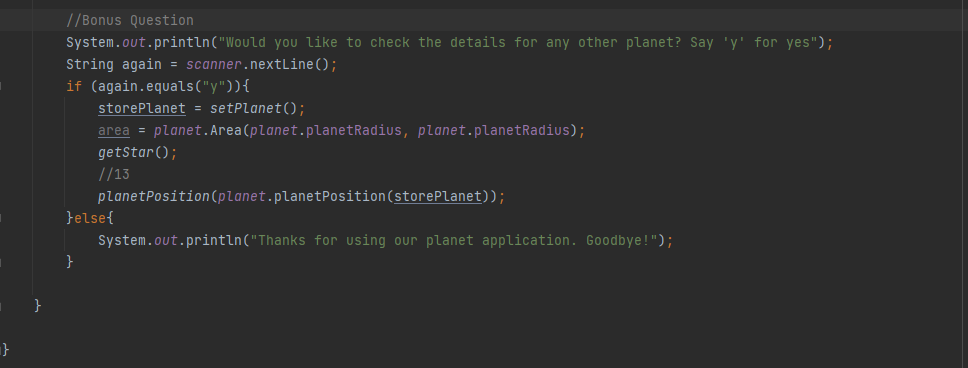 //Bonus Question
System.out.println("Would you like to check the details for any other planet? Say 'y' for yes");
String again = scanner.nextLine();
if (again.equals("y")){
storePlanet = setPlanet();
area = planet.Area(planet.planetRadius, planet.planetRadius);
getStar();
//13
planetPosition(planet.planetPosition(storePlanet));
}else{
System.out.println("Thanks for using our planet application. Goodbye!");
}
}
}